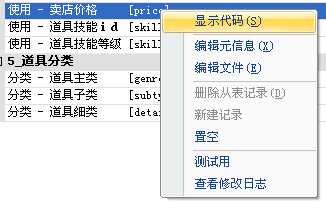 使用 - 卖店价格 [price]
使用 - 道具技能id [skill
使用 - 道具技能等级 [skill
5_道具分类
分类 - 道具主类 [genre
分类 - 道具子类 [subty
分类 - 道具细类 [deta
显示代码(S)
编辑元信息(X)
编辑文件(E)
删除从表记录(D)
新建记录
置空
测试用
查看修改日志